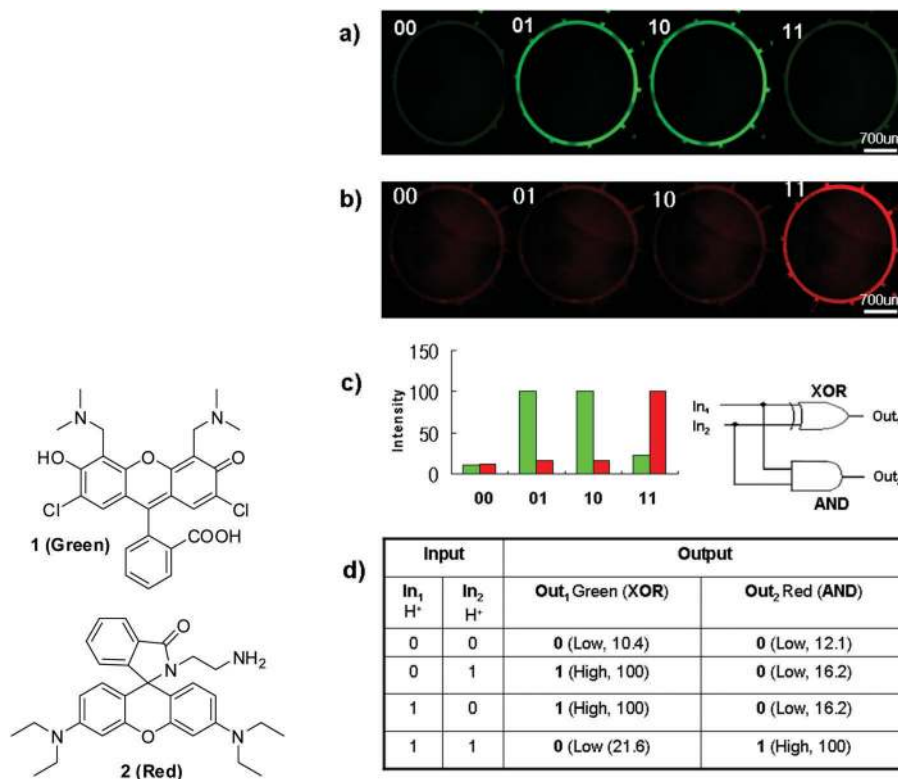 a)
00
01
10
11
700um
b)
00
01
10
11
700um
c)
150
100
50
0
Intensity
00
01
10
11
In₁
In₂
XOR
Out₁
AND
Out₂
N
N
HO
O
O
Cl
Cl
COOH
1 (Green)
O
N
NH₂
N
O
N
2 (Red)
d)
Input Output
In₁ In₂ Out₁ Green (XOR) Out₂ Red (AND)
H⁺ H⁺
0 0 0 (Low, 10.4) 0 (Low, 12.1)
0 1 1 (High, 100) 0 (Low, 16.2)
1 0 1 (High, 100) 0 (Low, 16.2)
1 1 0 (Low (21.6) 1 (High, 100)